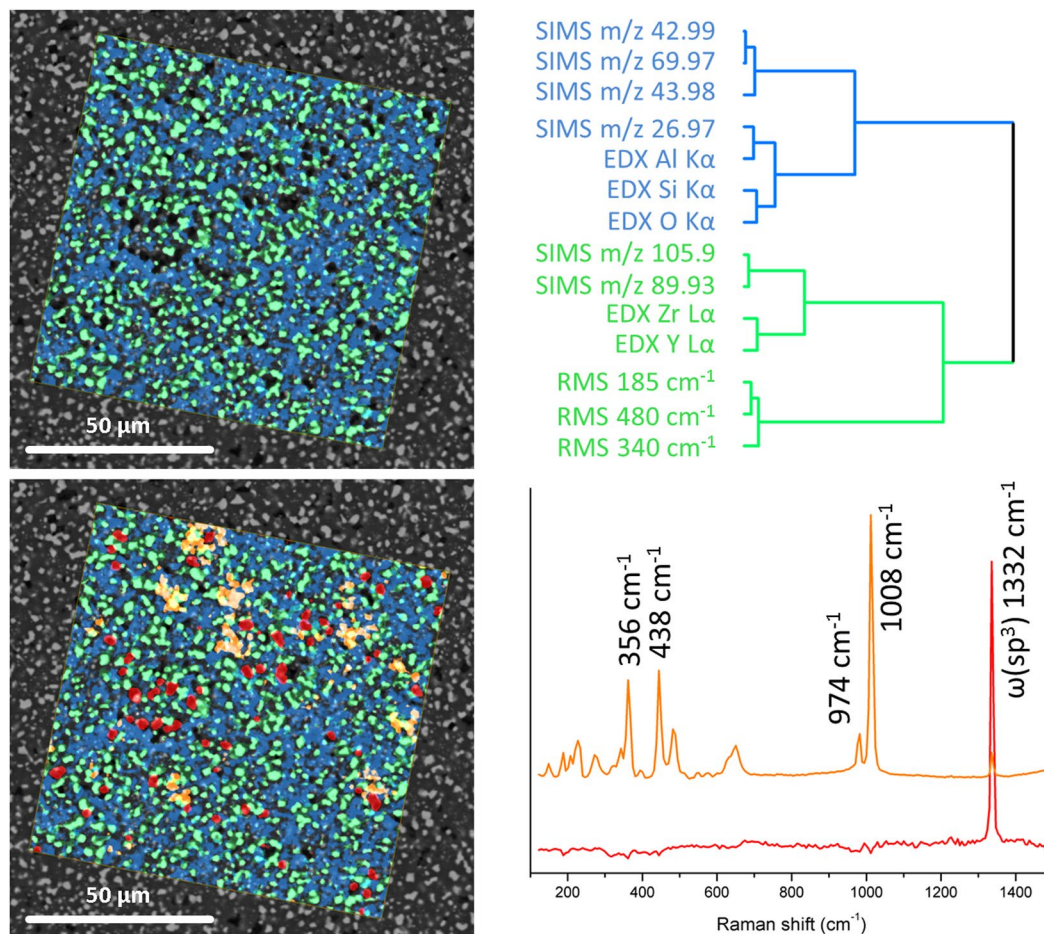 50 µm
SIMS m/z 42.99
SIMS m/z 69.97
SIMS m/z 43.98
SIMS m/z 26.97
EDX Al Kα
EDX Si Kα
EDX O Kα
SIMS m/z 105.9
SIMS m/z 89.93
EDX Zr Lα
EDX Y Lα
RMS 185 cm⁻¹
RMS 480 cm⁻¹
RMS 340 cm⁻¹
50 µm
356 cm⁻¹
438 cm⁻¹
974 cm⁻¹
1008 cm⁻¹
ω(sp³) 1332 cm⁻¹
200 400 600 800 1000 1200 1400
Raman shift (cm⁻¹)